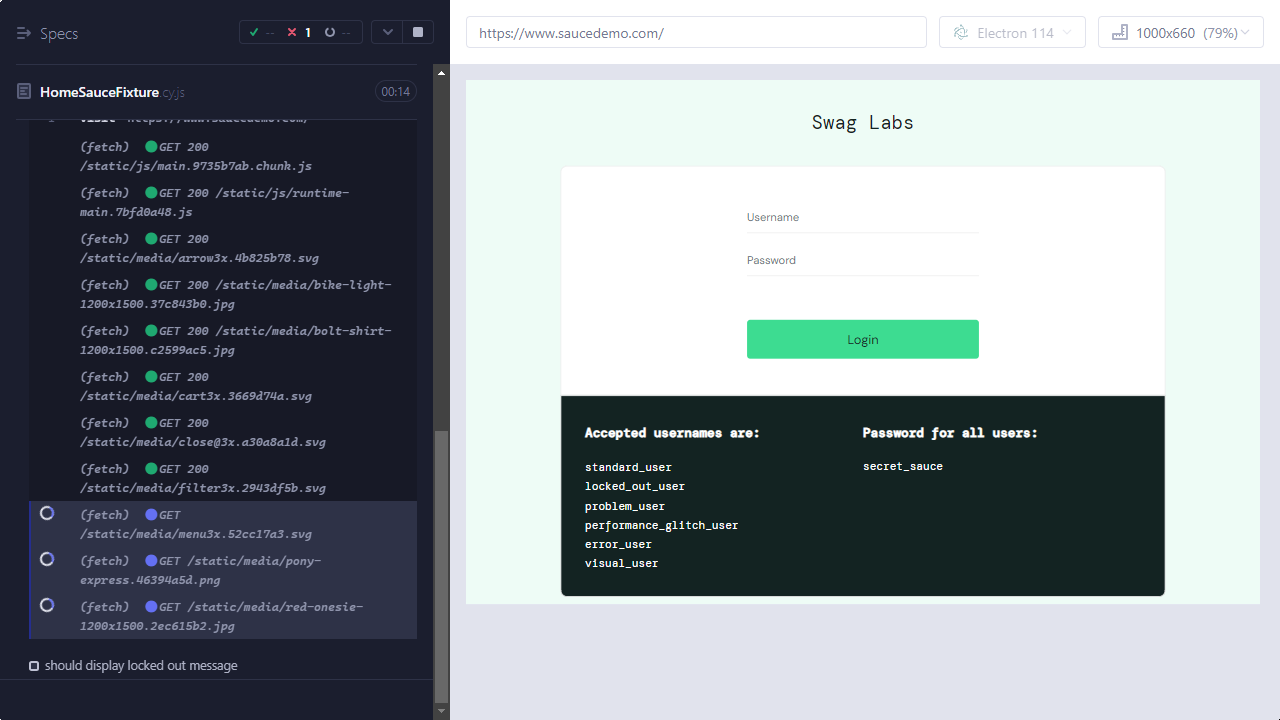 Specs
--
1
--
HomeSauceFixture.cy.js
00:14
(fetch) GET 200
/static/js/main.9735b7ab.chunk.js
(fetch) GET 200 /static/js/runtime-
main.7bfd0a48.js
(fetch) GET 200
/static/media/arrow3x.4b825b78.svg
(fetch) GET 200 /static/media/bike-light-
1200x1500.37c843b0.jpg
(fetch) GET 200 /static/media/bolt-shirt-
1200x1500.c2599ac5.jpg
(fetch) GET 200
/static/media/cart3x.3669d74a.svg
(fetch) GET 200
/static/media/close@3x.a30a8a1d.svg
(fetch) GET 200
/static/media/filter3x.2943df5b.svg
(fetch) GET
/static/media/menu3x.52cc17a3.svg
(fetch) GET /static/media/pony-
express.46394a5d.png
(fetch) GET /static/media/red-onesie-
1200x1500.2ec615b2.jpg
should display locked out message
https://www.saucedemo.com/
Electron 114
1000x660 (79%)
Swag Labs
Username
Password
Login
Accepted usernames are:
standard_user
locked_out_user
problem_user
performance_glitch_user
error_user
visual_user
Password for all users:
secret_sauce